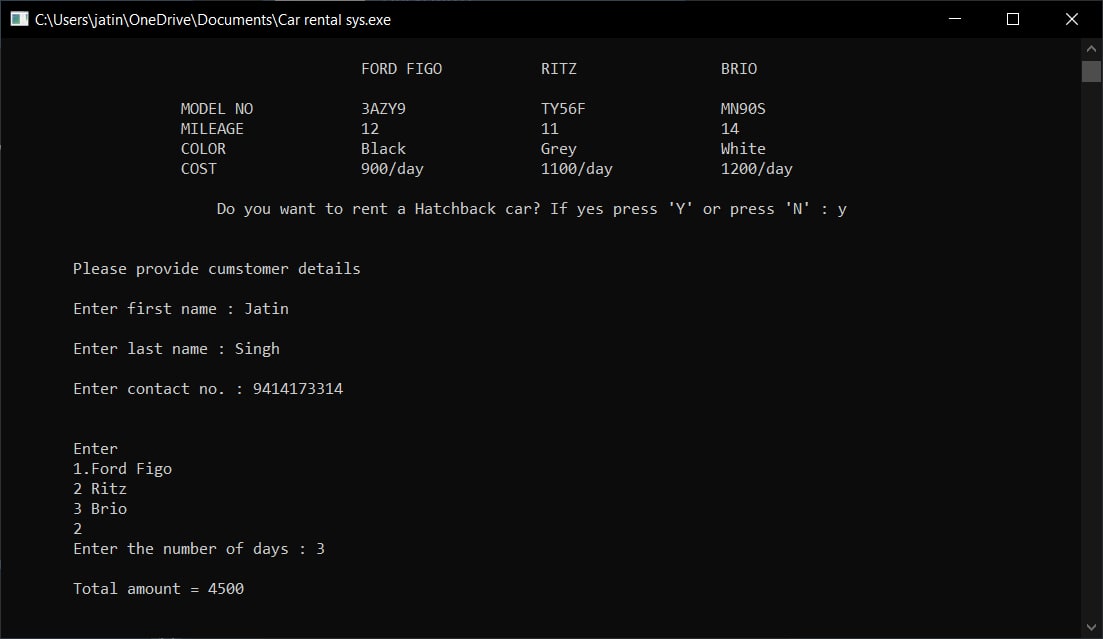 C:\Users\jatin\OneDrive\Documents\Car rental sys.exe
FORD FIGO RITZ BRIO
MODEL NO 3AZY9 TY56F MN90S
MILEAGE 12 11 14
COLOR Black Grey White
COST 900/day 1100/day 1200/day
Do you want to rent a Hatchback car? If yes press 'Y' or press 'N' : y
Please provide cumstomer details
Enter first name : Jatin
Enter last name : Singh
Enter contact no. : 9414173314
Enter
1.Ford Figo
2 Ritz
3 Brio
2
Enter the number of days : 3
Total amount = 4500